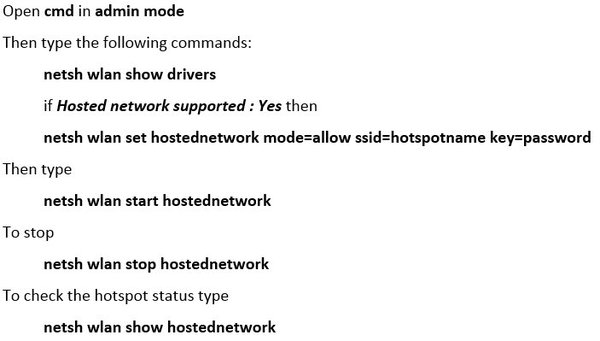 Open cmd in admin mode
Then type the following commands:
netsh wlan show drivers
if Hosted network supported : Yes then
netsh wlan set hostednetwork mode=allow ssid=hotspotname key=password
Then type
netsh wlan start hostednetwork
To stop
netsh wlan stop hostednetwork
To check the hotspot status type
netsh wlan show hostednetwork